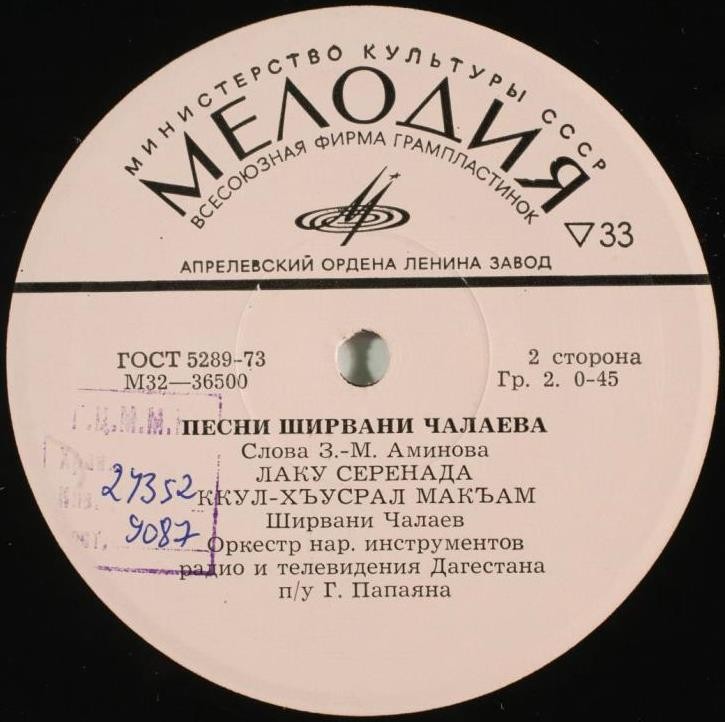 МИНИСТЕРСТВО КУЛЬТУРЫ СССР
МЕЛОДИЯ
ВСЕСОЮЗНАЯ ФИРМА ГРАМПЛАСТИНОК
▽33
АПРЕЛЕВСКИЙ ОРДЕНА ЛЕНИНА ЗАВОД
ГОСТ 5289-73
М32—36500
2 сторона
Гр. 2. 0-45
Г.Ц.М.М.
ПЕСНИ ШИРВАНИ ЧАЛАЕВА
Слова З.-М. Аминова
ЛАКУ СЕРЕНАДА
24352
ККУЛ-ХЪУСРАЛ МАКЪАМ
9087
Ширвани Чалаев
Оркестр нар. инструментов
радио и телевидения Дагестана
п/у Г. Папаяна